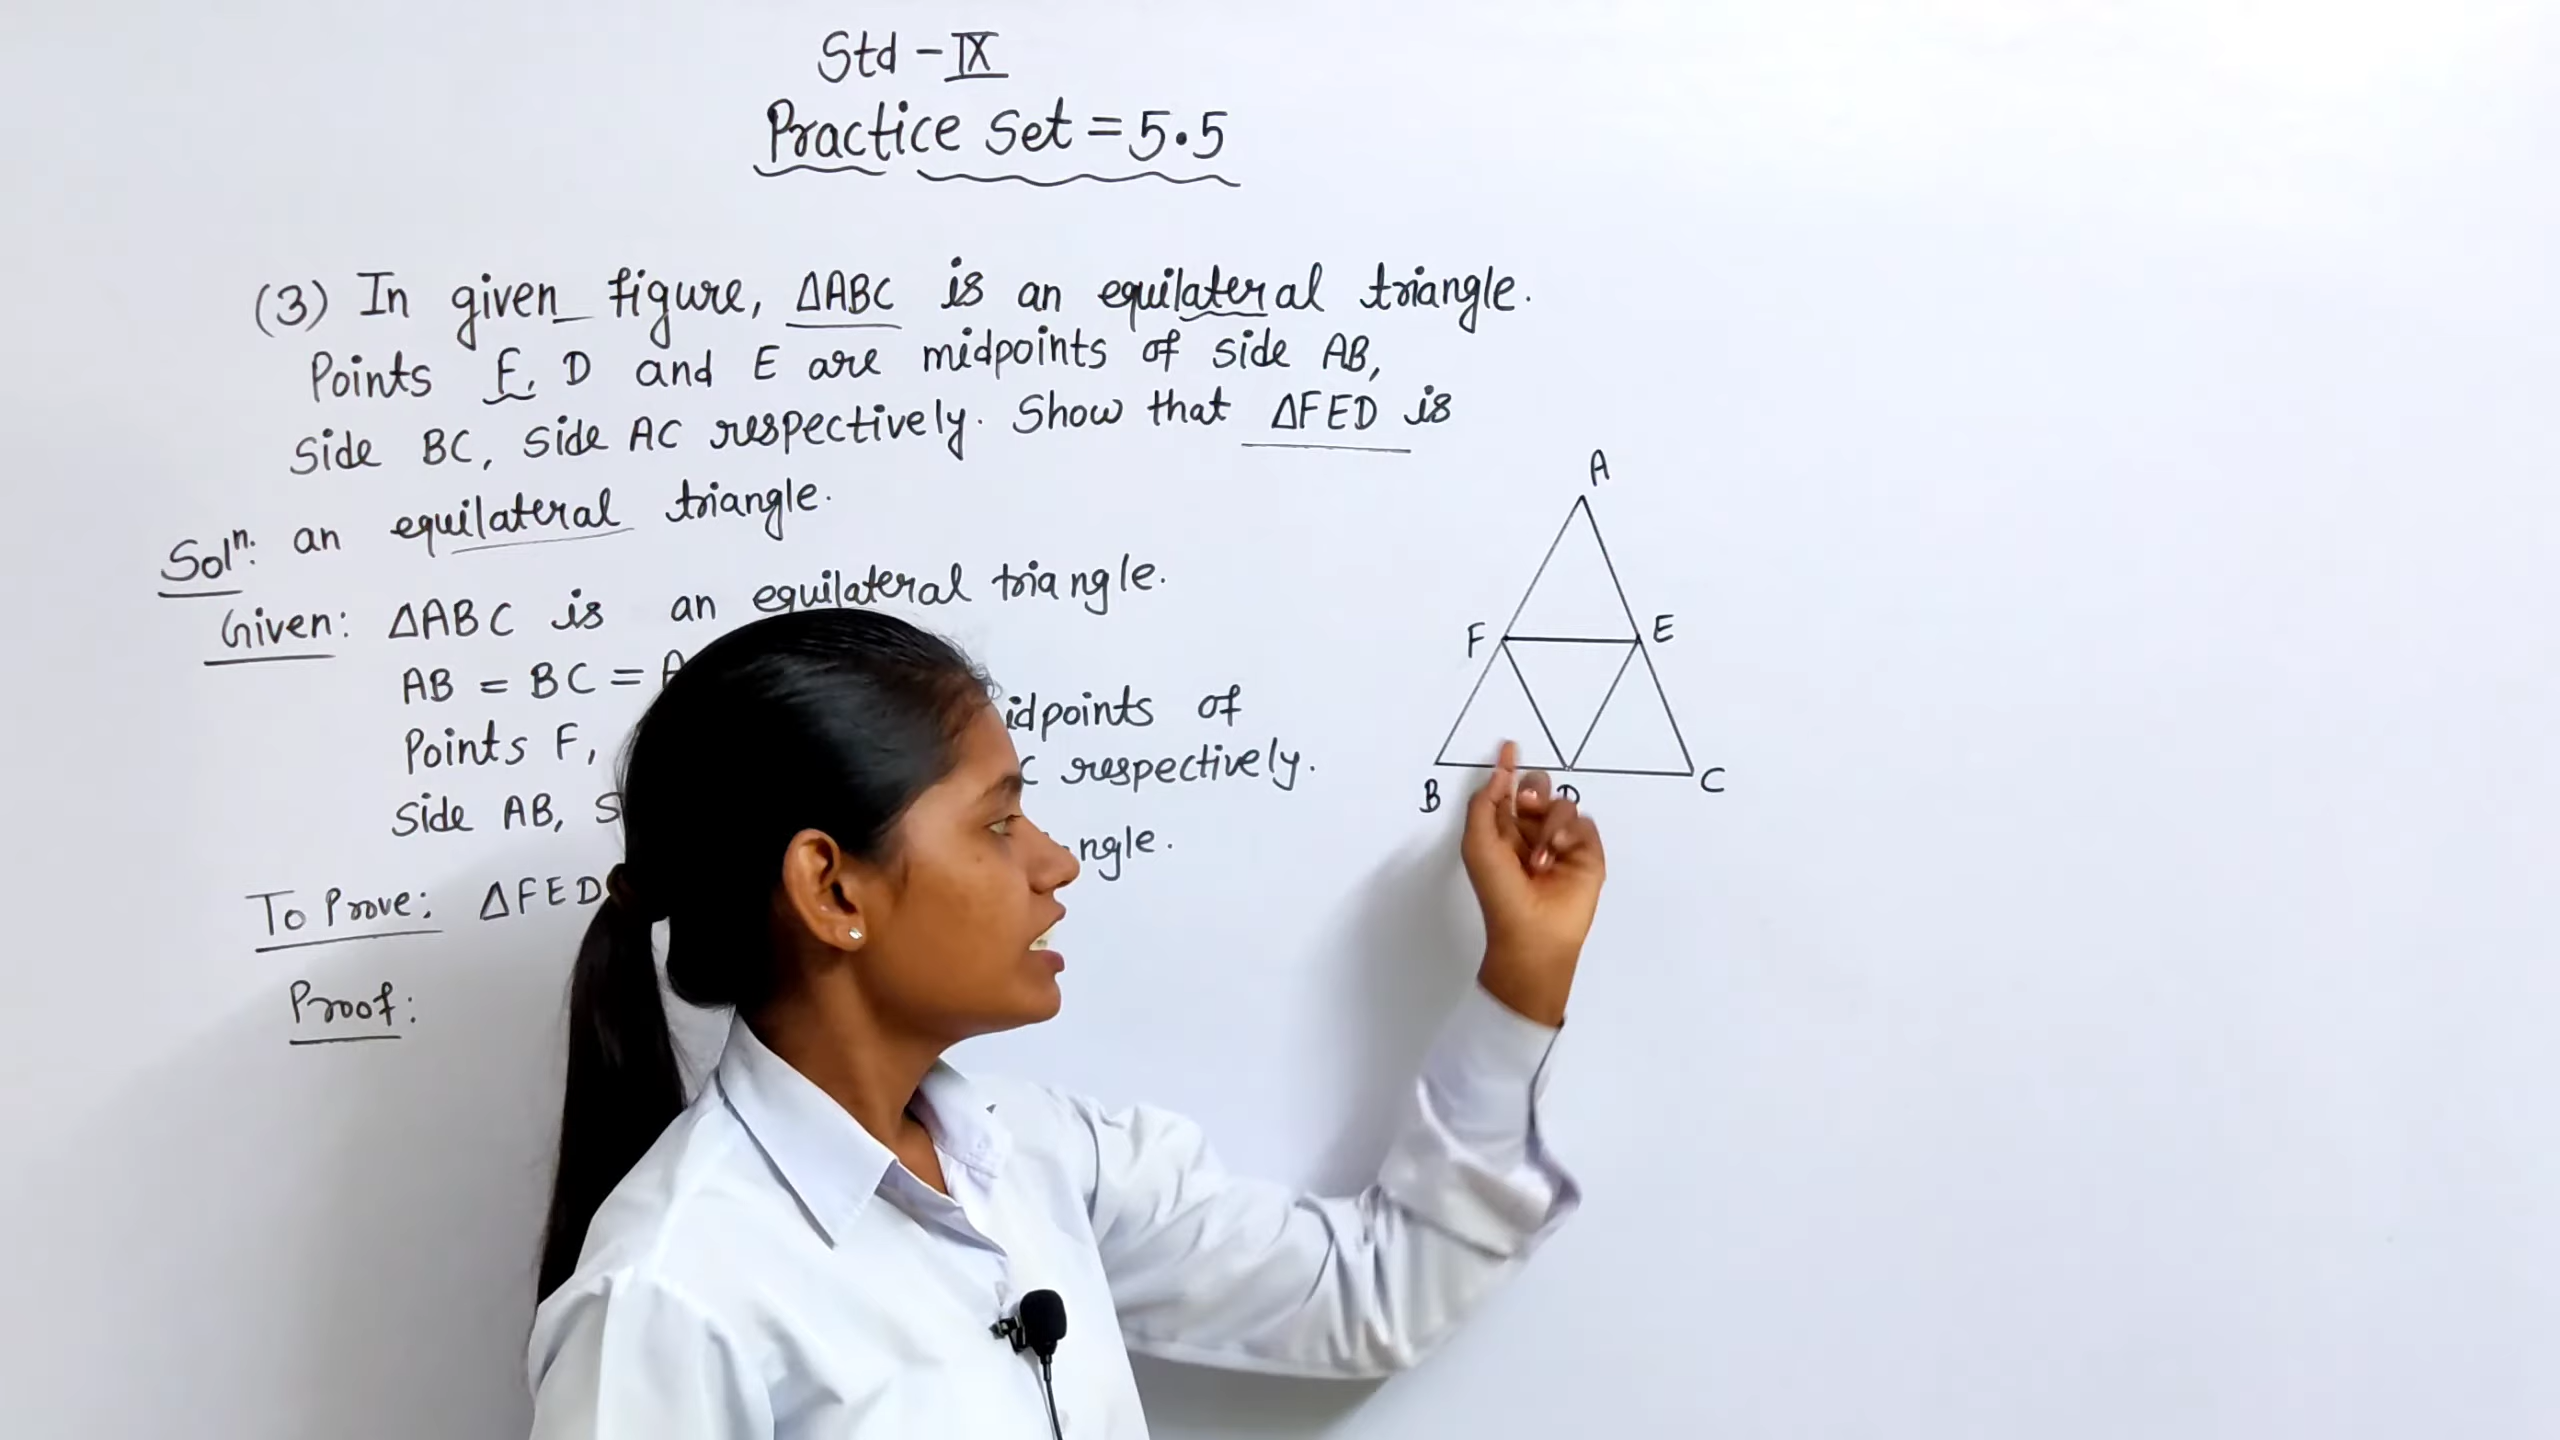 Std - IX
Practice Set = 5.5
(3) In given figure, ΔABC is an equilateral triangle.
Points F, D and E are midpoints of side AB,
side BC, side AC respectively. Show that ΔFED is
an equilateral triangle.
Solⁿ:
Given: ΔABC is an equilateral triangle.
AB = BC =
Points F, idpoints of
Side AB, C respectively.
To Prove: ΔFED ngle.
Proof:
A
F E
B D C